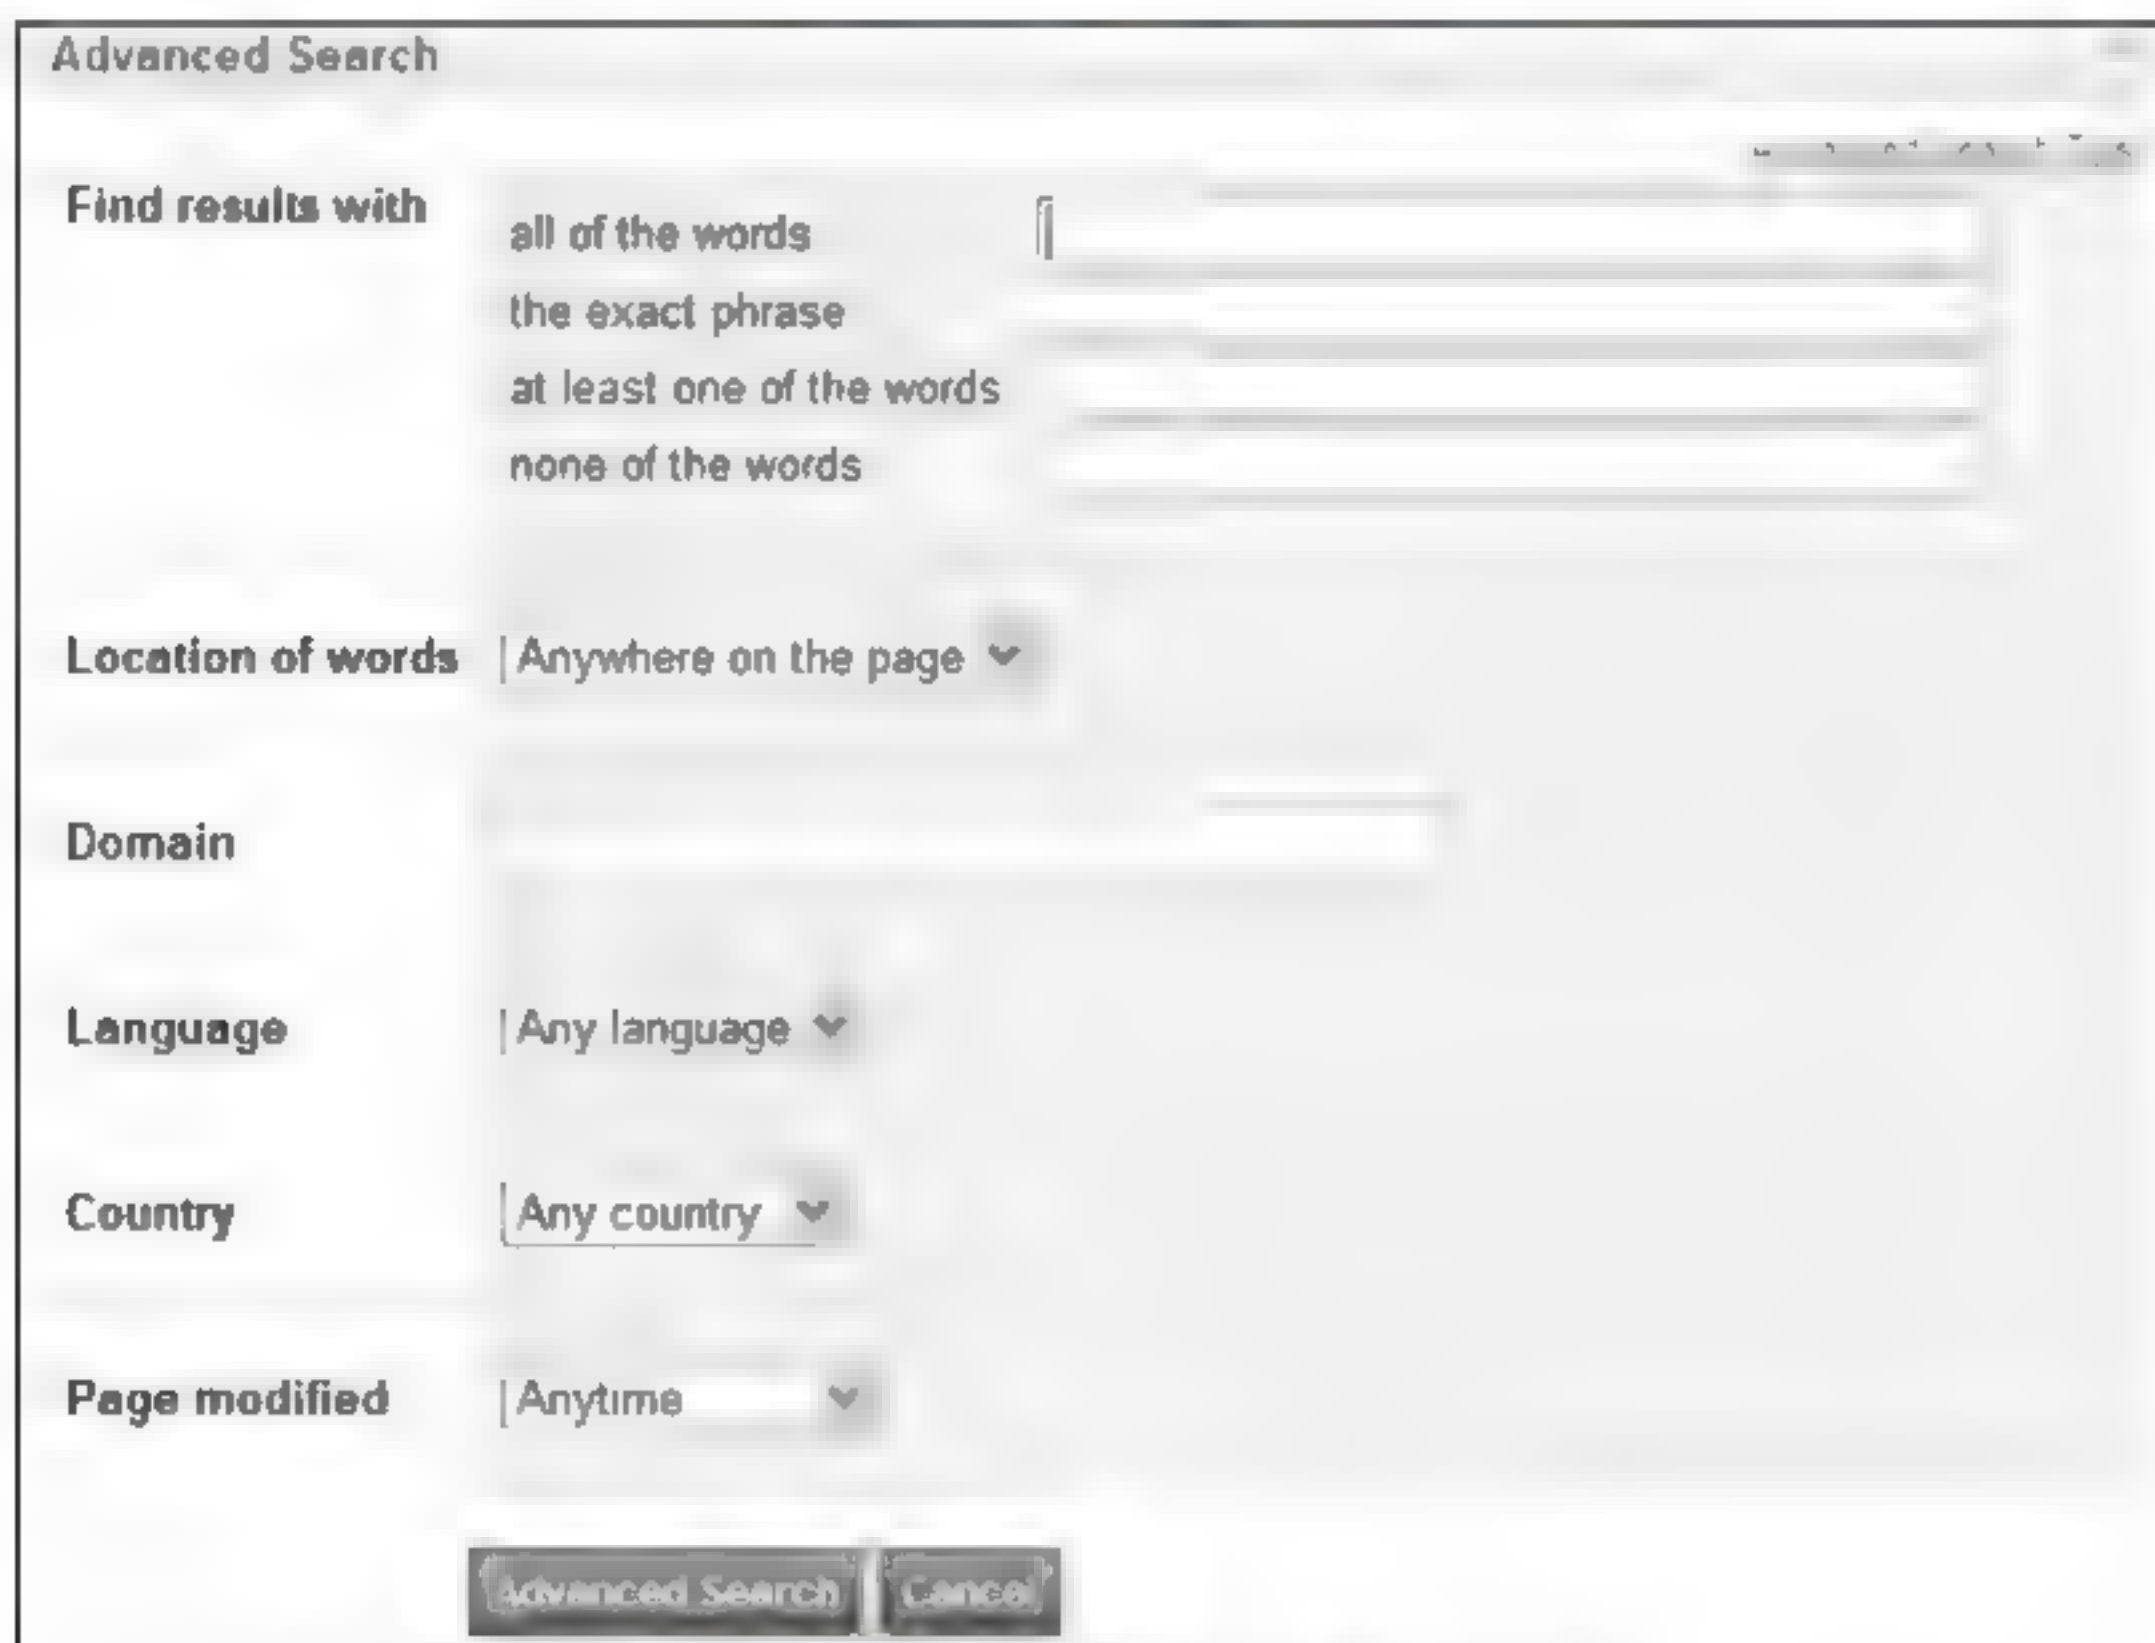 Advanced Search
Find results with
all of the words
the exact phrase
at least one of the words
none of the words
Location of words Anywhere on the page
Domain
Language Any language
Country Any country
Page modified Anytime
Advanced Search Cancel